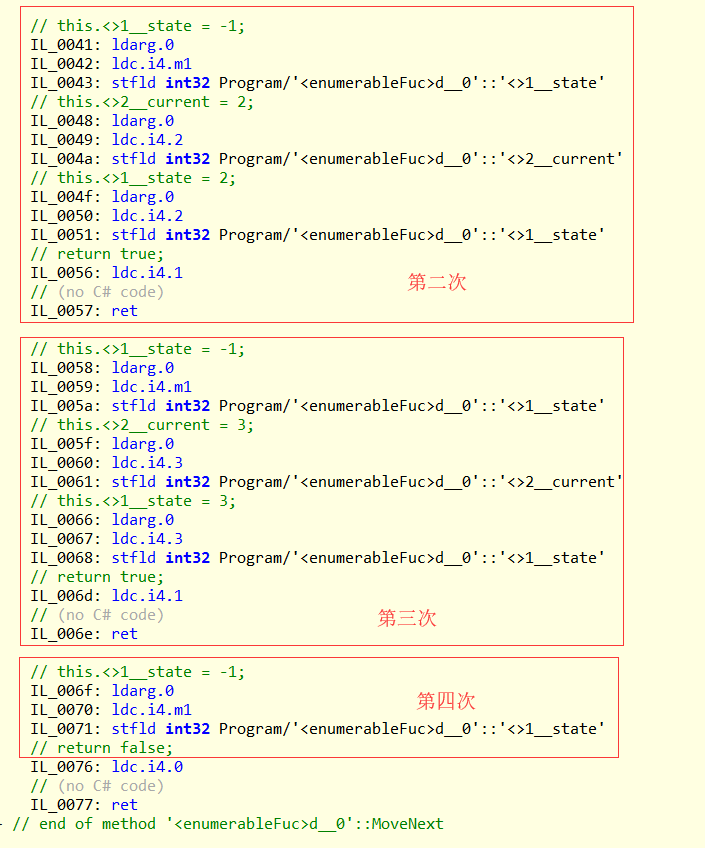 // this.<>1__state = -1;
IL_0041: ldarg.0
IL_0042: ldc.i4.m1
IL_0043: stfld int32 Program/'<enumerableFuc>d__0'::'<>1__state'
// this.<>2__current = 2;
IL_0048: ldarg.0
IL_0049: ldc.i4.2
IL_004a: stfld int32 Program/'<enumerableFuc>d__0'::'<>2__current'
// this.<>1__state = 2;
IL_004f: ldarg.0
IL_0050: ldc.i4.2
IL_0051: stfld int32 Program/'<enumerableFuc>d__0'::'<>1__state'
// return true;
IL_0056: ldc.i4.1
第二次
// (no C# code)
IL_0057: ret
// this.<>1__state = -1;
IL_0058: ldarg.0
IL_0059: ldc.i4.m1
IL_005a: stfld int32 Program/'<enumerableFuc>d__0'::'<>1__state'
// this.<>2__current = 3;
IL_005f: ldarg.0
IL_0060: ldc.i4.3
IL_0061: stfld int32 Program/'<enumerableFuc>d__0'::'<>2__current'
// this.<>1__state = 3;
IL_0066: ldarg.0
IL_0067: ldc.i4.3
IL_0068: stfld int32 Program/'<enumerableFuc>d__0'::'<>1__state'
// return true;
IL_006d: ldc.i4.1
// (no C# code)
第三次
IL_006e: ret
// this.<>1__state = -1;
IL_006f: ldarg.0
第四次
IL_0070: ldc.i4.m1
IL_0071: stfld int32 Program/'<enumerableFuc>d__0'::'<>1__state'
// return false;
IL_0076: ldc.i4.0
// (no C# code)
IL_0077: ret
// end of method '<enumerableFuc>d__0'::MoveNext